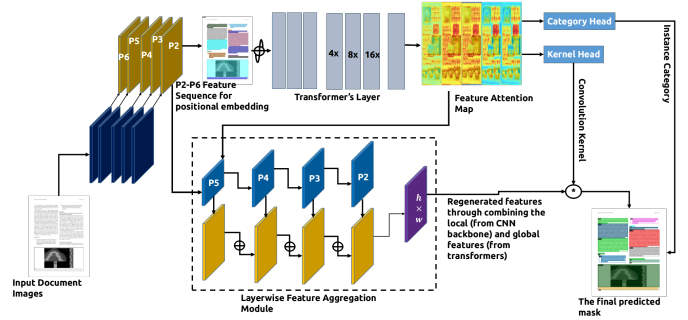 P6
P5
P4
P3
P2
P2-P6 Feature
Sequence for
positional embedding
4x
8x
16x
Transformer's Layer
Feature Attention
Map
Category Head
Kernel Head
Instance Category
Convolution Kernel
P5
P4
P3
P2
h × w
Regenerated features
through combining the
local (from CNN
backbone) and global
features (from
transformers)
*
Input Document
Images
Layerwise Feature Aggregation
Module
The final predicted
mask